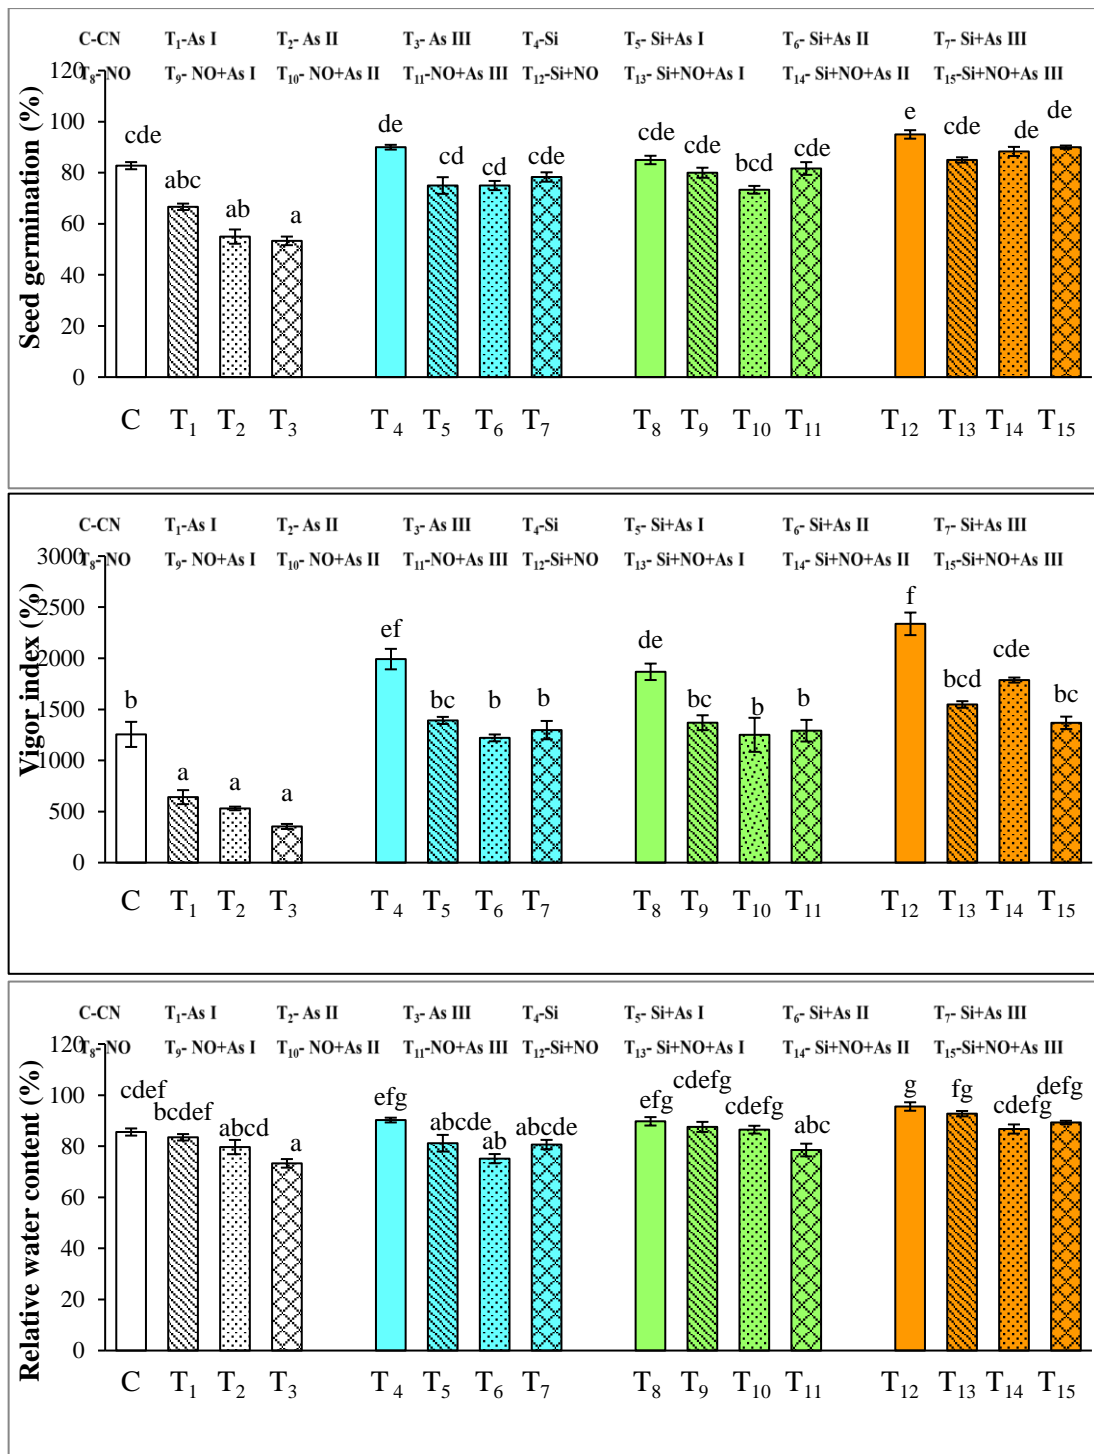 C-CN T₁-As I T₂- As II T₃- As III T₄-Si T₅- Si+As I T₆- Si+As II T₇- Si+As III
T₈-NO T₉- NO+As I T₁₀- NO+As II T₁₁-NO+As III T₁₂-Si+NO T₁₃- Si+NO+As I T₁₄- Si+NO+As II T₁₅-Si+NO+As III
Seed germination (%)
120
100
80
60
40
20
0
cde abc ab a de cd cd cde cde cde bcd cde e cde de de
C T₁ T₂ T₃ T₄ T₅ T₆ T₇ T₈ T₉ T₁₀ T₁₁ T₁₂ T₁₃ T₁₄ T₁₅
C-CN T₁-As I T₂- As II T₃- As III T₄-Si T₅- Si+As I T₆- Si+As II T₇- Si+As III
T₈-NO T₉- NO+As I T₁₀- NO+As II T₁₁-NO+As III T₁₂-Si+NO T₁₃- Si+NO+As I T₁₄- Si+NO+As II T₁₅-Si+NO+As III
Vigor index (%)
3000
2500
2000
1500
1000
500
0
b a a a ef bc b b de bc b b f bcd cde bc
C T₁ T₂ T₃ T₄ T₅ T₆ T₇ T₈ T₉ T₁₀ T₁₁ T₁₂ T₁₃ T₁₄ T₁₅
C-CN T₁-As I T₂- As II T₃- As III T₄-Si T₅- Si+As I T₆- Si+As II T₇- Si+As III
T₈-NO T₉- NO+As I T₁₀- NO+As II T₁₁-NO+As III T₁₂-Si+NO T₁₃- Si+NO+As I T₁₄- Si+NO+As II T₁₅-Si+NO+As III
Relative water content (%)
120
100
80
60
40
20
0
cdef bcdef abcd a efg abcde ab abcde efg cdefg cdefg abc g fg cdefg defg
C T₁ T₂ T₃ T₄ T₅ T₆ T₇ T₈ T₉ T₁₀ T₁₁ T₁₂ T₁₃ T₁₄ T₁₅